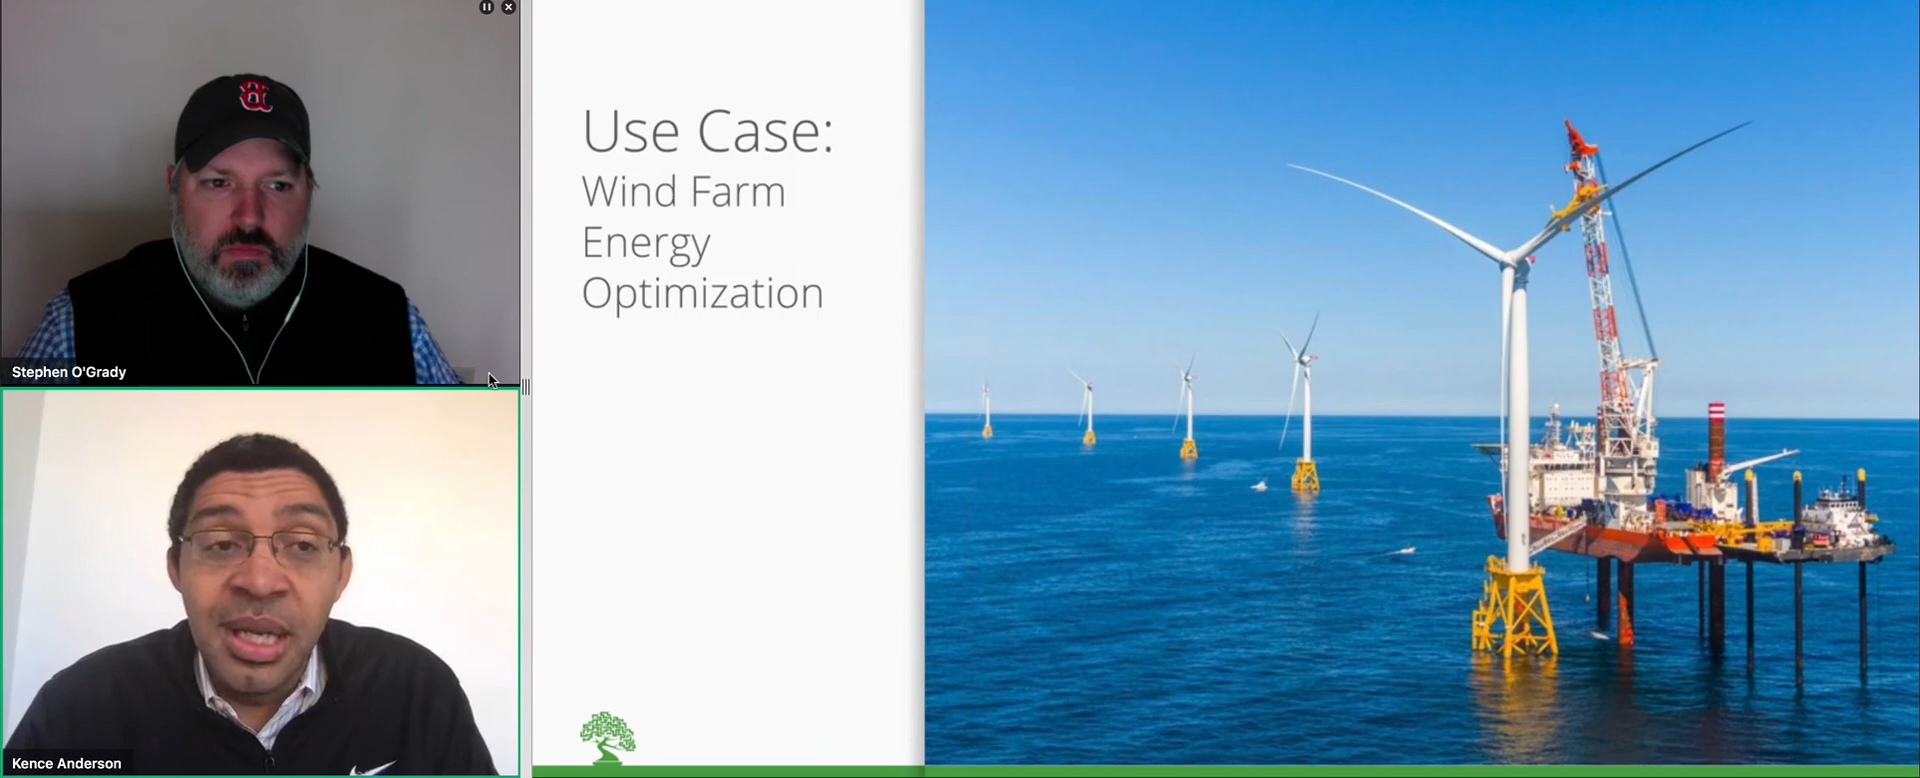 Stephen O'Grady
Kence Anderson
Use Case:
Wind Farm
Energy
Optimization